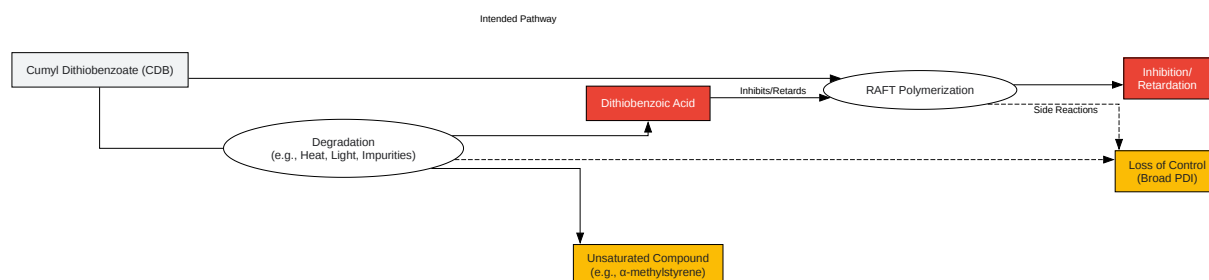 Intended Pathway
Cumyl Dithiobenzoate (CDB)
Inhibition/
Retardation
Dithiobenzoic Acid
Inhibits/Retards
RAFT Polymerization
Side Reactions
Degradation
(e.g., Heat, Light, Impurities)
Loss of Control
(Broad PDI)
Unsaturated Compound
(e.g., α-methylstyrene)